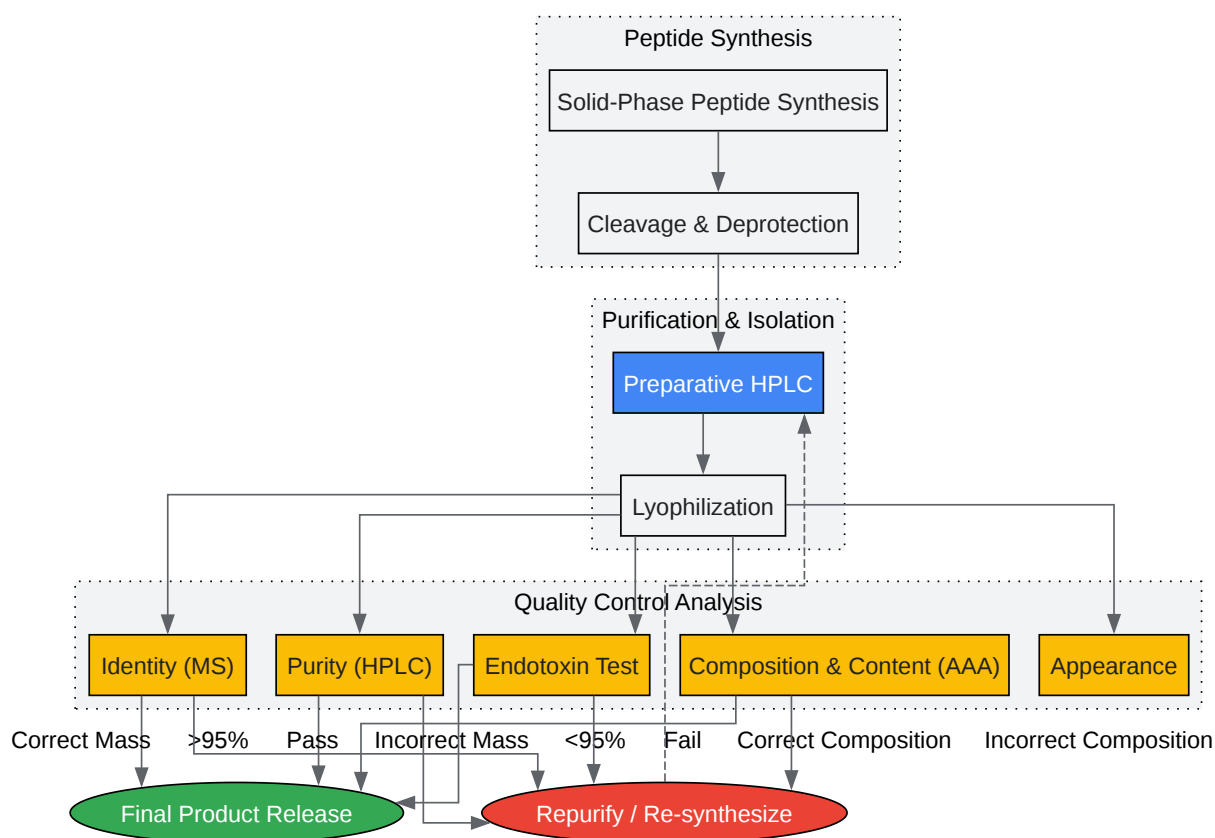 Peptide Synthesis
Solid-Phase Peptide Synthesis
Cleavage & Deprotection
Purification & Isolation
Preparative HPLC
Lyophilization
Quality Control Analysis
Identity (MS)
Purity (HPLC)
Endotoxin Test
Composition & Content (AAA)
Appearance
Correct Mass
>95%
Pass
Incorrect Mass
<95%
Fail
Correct Composition
Incorrect Composition
Final Product Release
Repurify / Re-synthesize